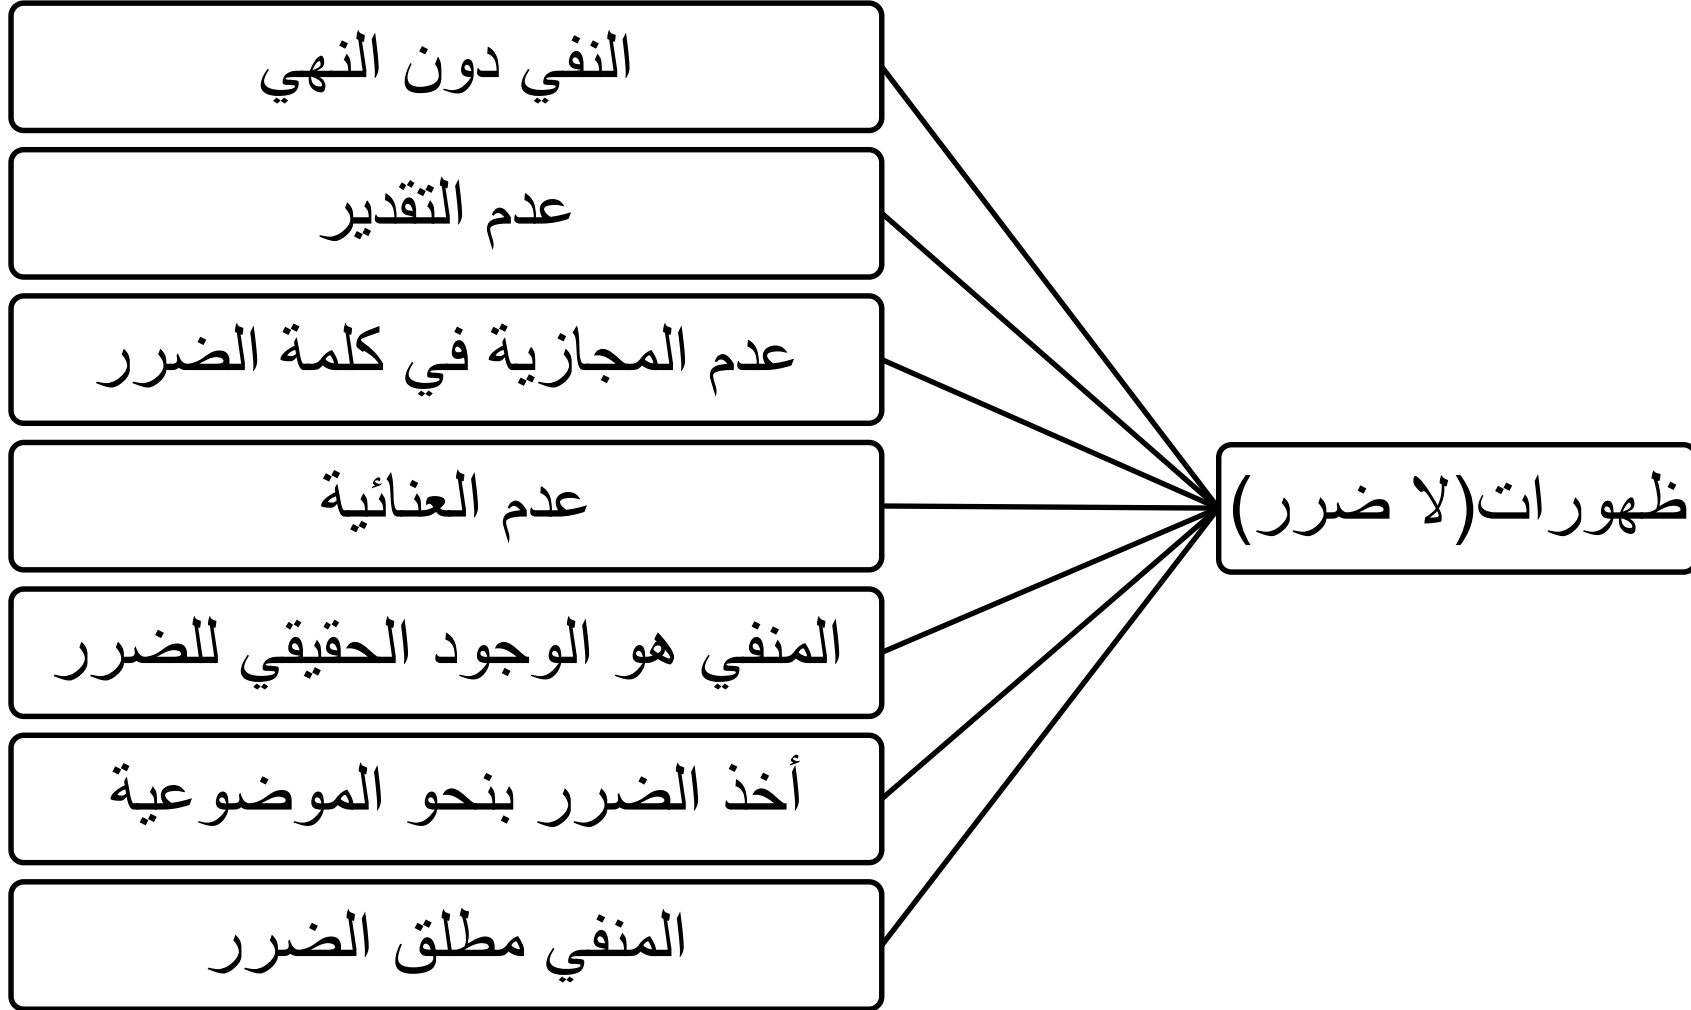 ظهورات(لا ضرر)
النفي دون النهي
عدم التقدير
عدم المجازية في كلمة الضرر
عدم العنائية
المنفي هو الوجود الحقيقي للضرر
أخذ الضرر بنحو الموضوعية
المنفي مطلق الضرر